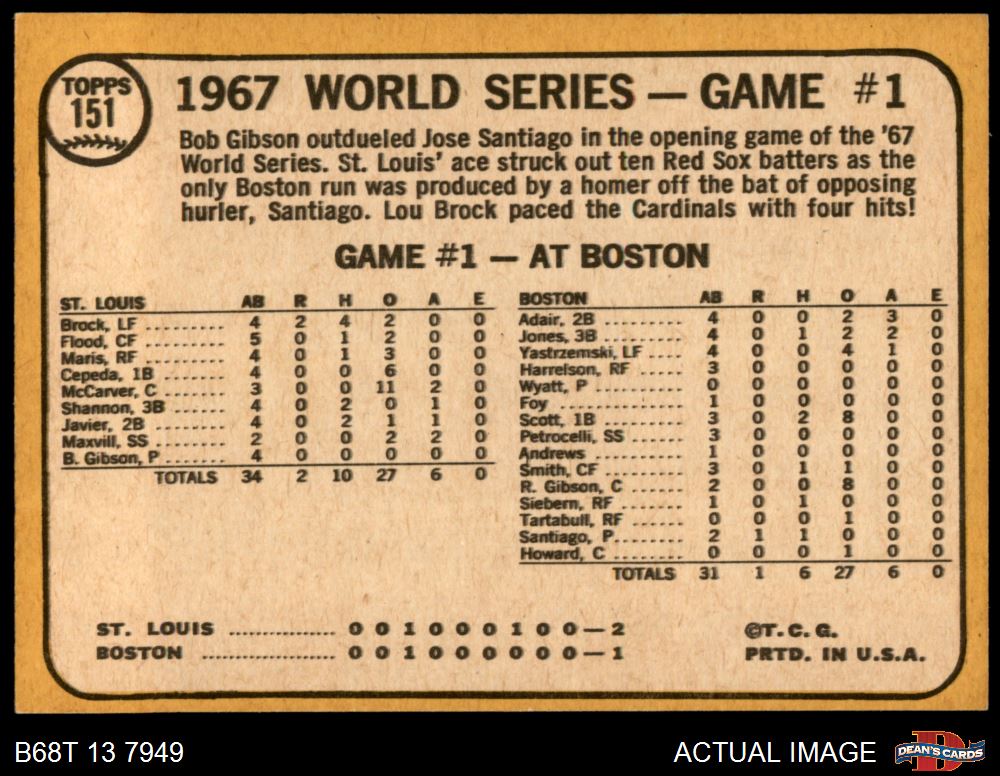 TOPPS
151
1967 WORLD SERIES — GAME #1
Bob Gibson outdueled Jose Santiago in the opening game of the '67
World Series. St. Louis' ace struck out ten Red Sox batters as the
only Boston run was produced by a homer off the bat of opposing
hurler, Santiago. Lou Brock paced the Cardinals with four hits!
GAME #1 — AT BOSTON
ST. LOUIS AB R H O A E
Brock, LF ......... 4 2 4 2 0 0
Flood, CF ......... 5 0 1 2 0 0
Maris, RF ......... 4 0 1 3 0 0
Cepeda, 1B ........ 4 0 0 6 0 0
McCarver, C ....... 3 0 0 11 2 0
Shannon, 3B ....... 4 0 2 0 1 0
Javier, 2B ........ 4 0 2 1 1 0
Maxvill, SS ....... 2 0 0 2 2 0
B. Gibson, P ...... 4 0 0 0 0 0
TOTALS 34 2 10 27 6 0
BOSTON AB R H O A E
Adair, 2B ......... 4 0 0 2 3 0
Jones, 3B ......... 4 0 1 2 2 0
Yastrzemski, LF .... 4 0 0 4 1 0
Harrelson, RF ..... 3 0 0 0 0 0
Wyatt, P .......... 0 0 0 0 0 0
Foy ............... 1 0 0 0 0 0
Scott, 1B ......... 3 0 2 8 0 0
Petrocelli, SS .... 3 0 0 0 0 0
Andrews ........... 1 0 0 0 0 0
Smith, CF ......... 3 0 1 1 0 0
R. Gibson, C ...... 2 0 0 8 0 0
Siebern, RF ....... 1 0 1 0 0 0
Tartabull, RF ..... 0 0 0 1 0 0
Santiago, P........ 2 1 1 0 0 0
Howard, C ......... 0 0 0 1 0 0
TOTALS 31 1 6 27 6 0
ST. LOUIS ............... 0 0 1 0 0 0 1 0 0 — 2
BOSTON ................... 0 0 1 0 0 0 0 0 0 — 1
©T.C.G.
PRTD. IN U.S.A.
B68T 13 7949
ACTUAL IMAGE
DEAN'S CARDS